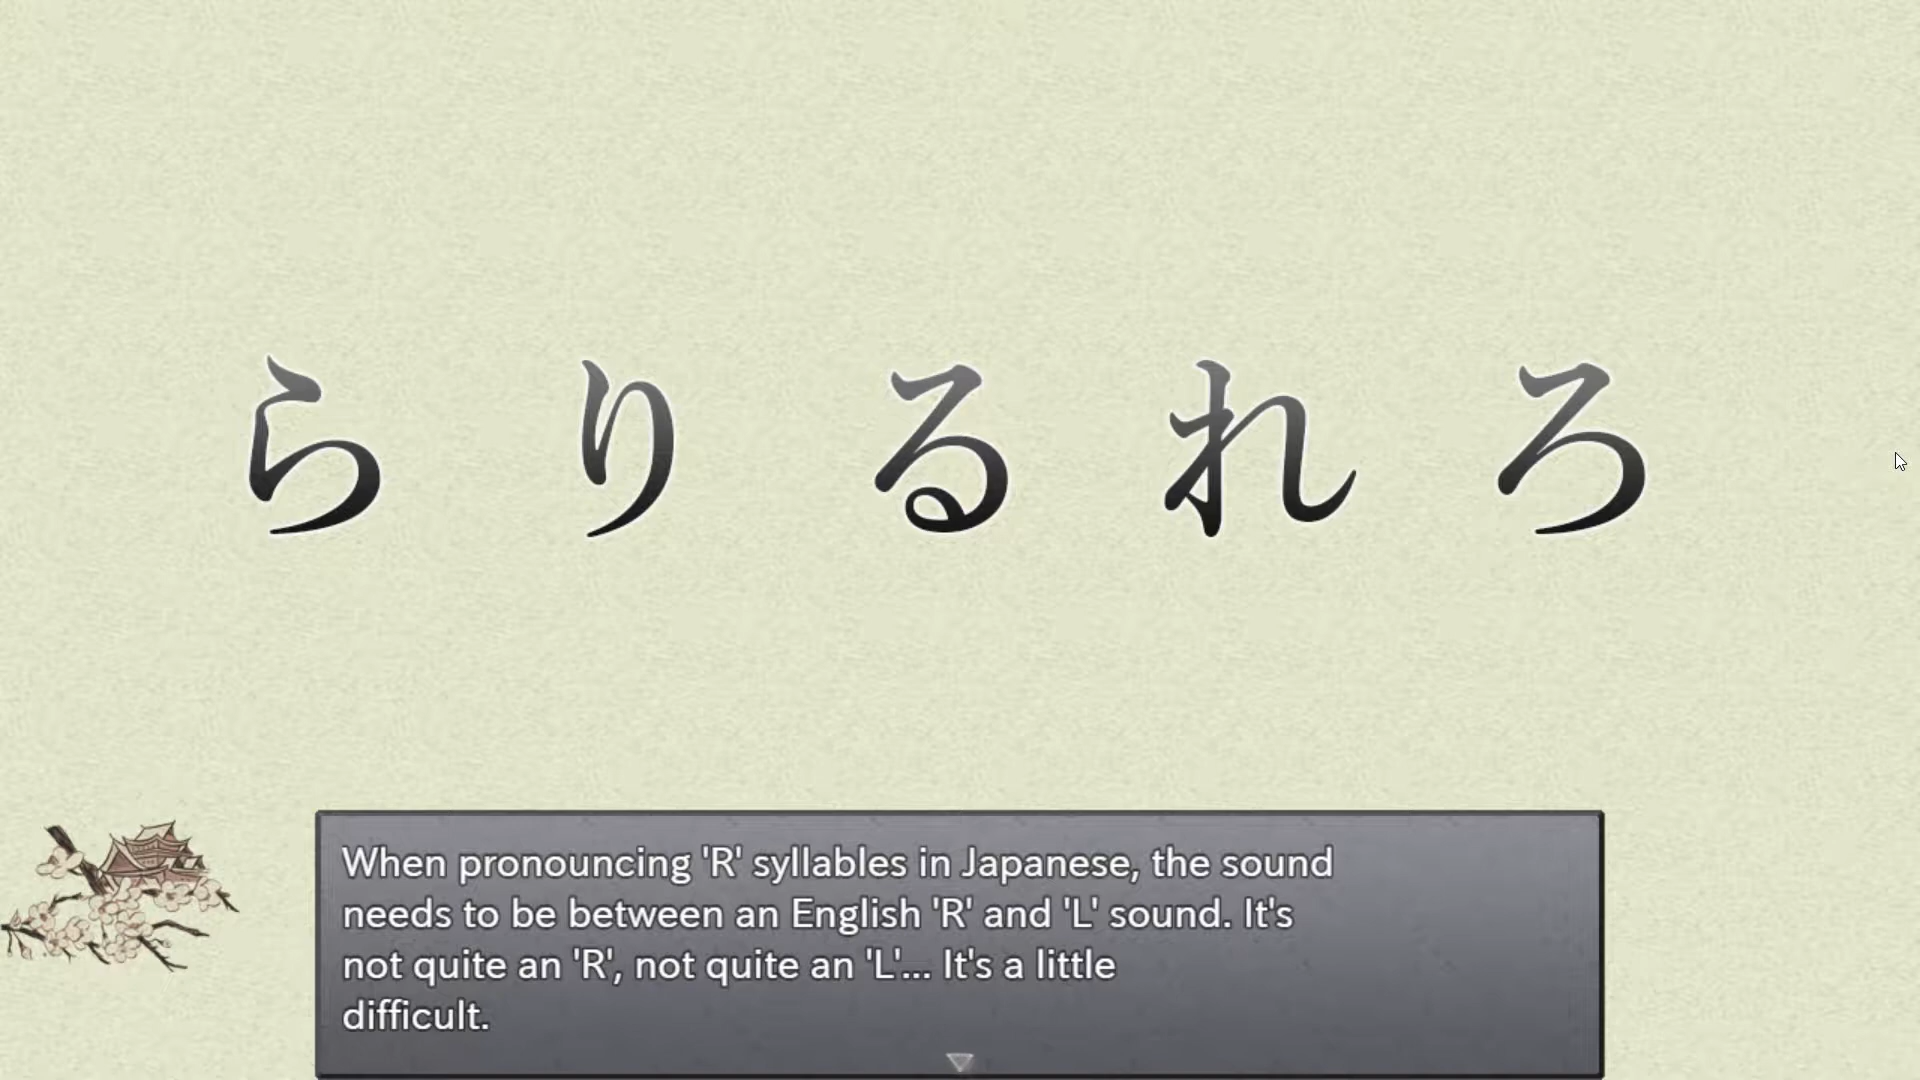 ら り る れ ろ
When pronouncing 'R' syllables in Japanese, the sound
needs to be between an English 'R' and 'L' sound. It's
not quite an 'R', not quite an 'L'... It's a little
difficult.